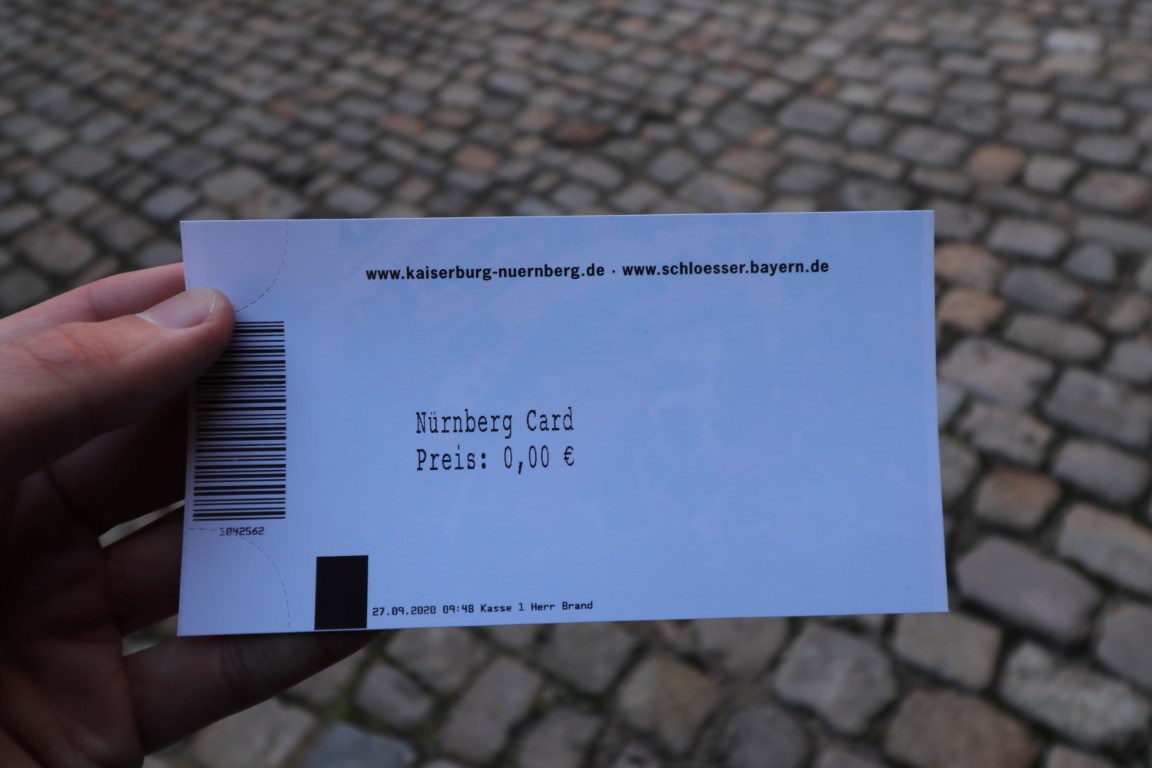 www.kaiserburg-nuernberg.de · www.schloesser.bayern.de
Nürnberg Card
Preis: 0,00 €
1042562
27.09.2020 09:48 Kasse 1 Herr Brand